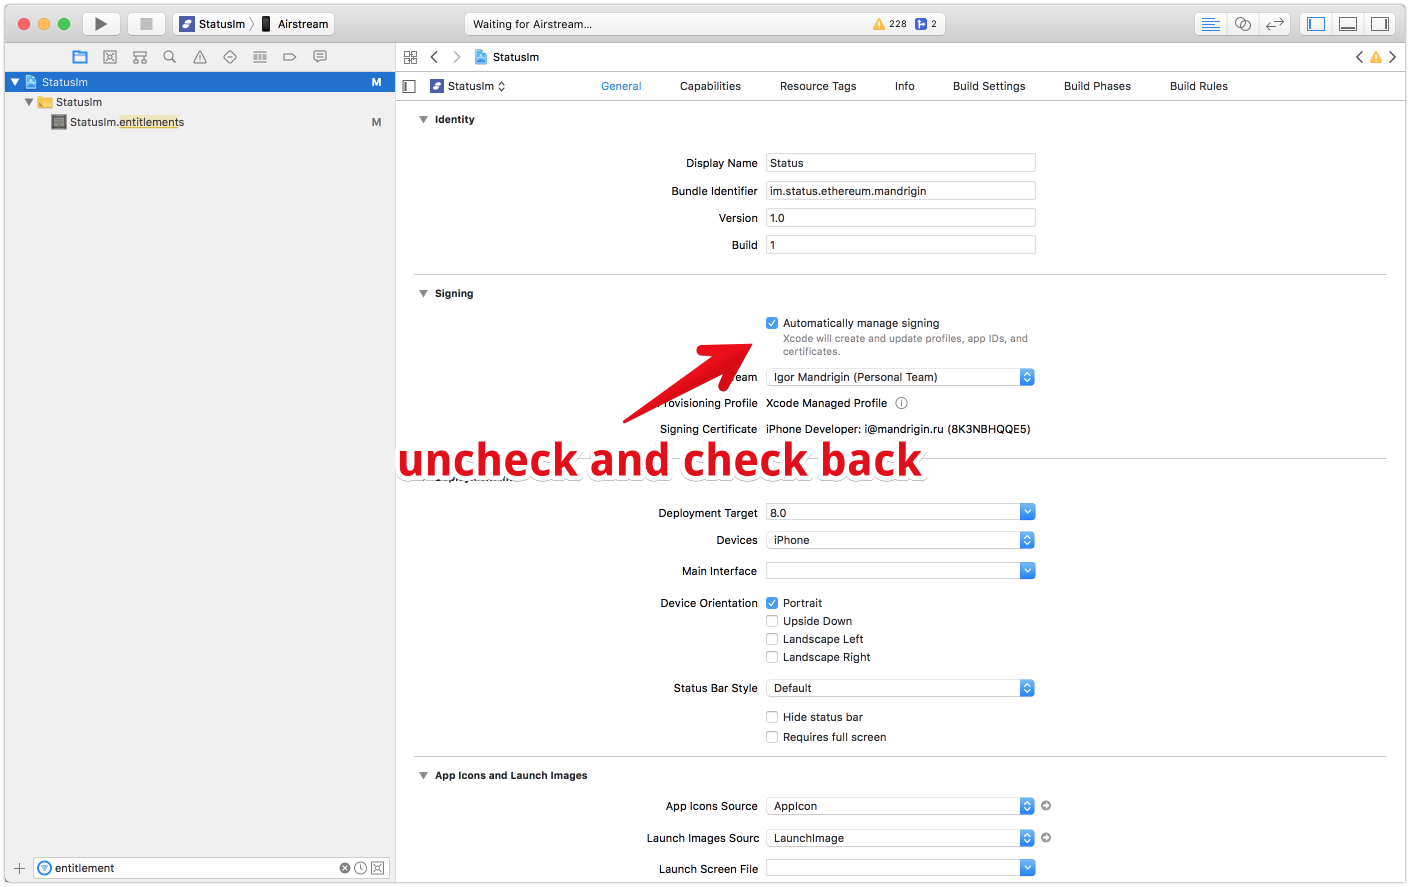 StatusIm
Airstream
Waiting for Airstream...
228
2
StatusIm
StatusIm
M
StatusIm
StatusIm
General
Capabilities
Resource Tags
Info
Build Settings
Build Phases
Build Rules
StatusIm
StatusIm.entitlements
M
Identity
Display Name
Status
Bundle Identifier
im.status.ethereum.mandrigin
Version
1.0
Build
1
Signing
Automatically manage signing
Xcode will create and update profiles, app IDs, and
certificates.
Igor Mandrigin (Personal Team)
Provisioning Profile
Xcode Managed Profile
Signing Certificate
iPhone Developer: i@mandrigin.ru (8K3NBHQQE5)
uncheck and check back
Deployment Target
8.0
Devices
iPhone
Main Interface
Device Orientation
Portrait
Upside Down
Landscape Left
Landscape Right
Status Bar Style
Default
Hide status bar
Requires full screen
App Icons and Launch Images
App Icons Source
AppIcon
Launch Images Sourc
LaunchImage
Launch Screen File
entitlement